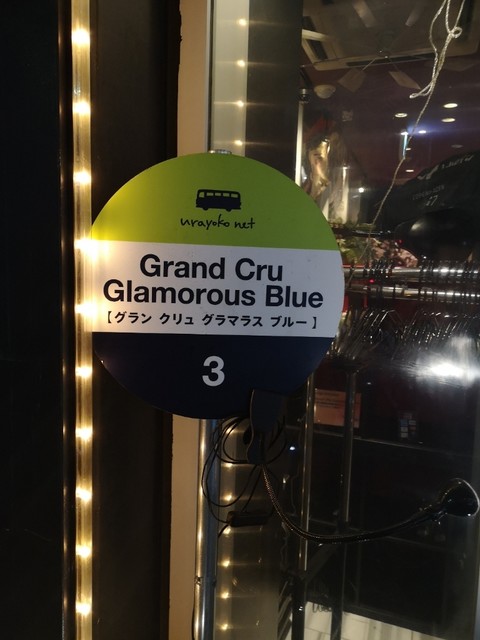 urayoko net
Grand Cru
Glamorous Blue
【グラン クリュ グラマラス ブルー】
3